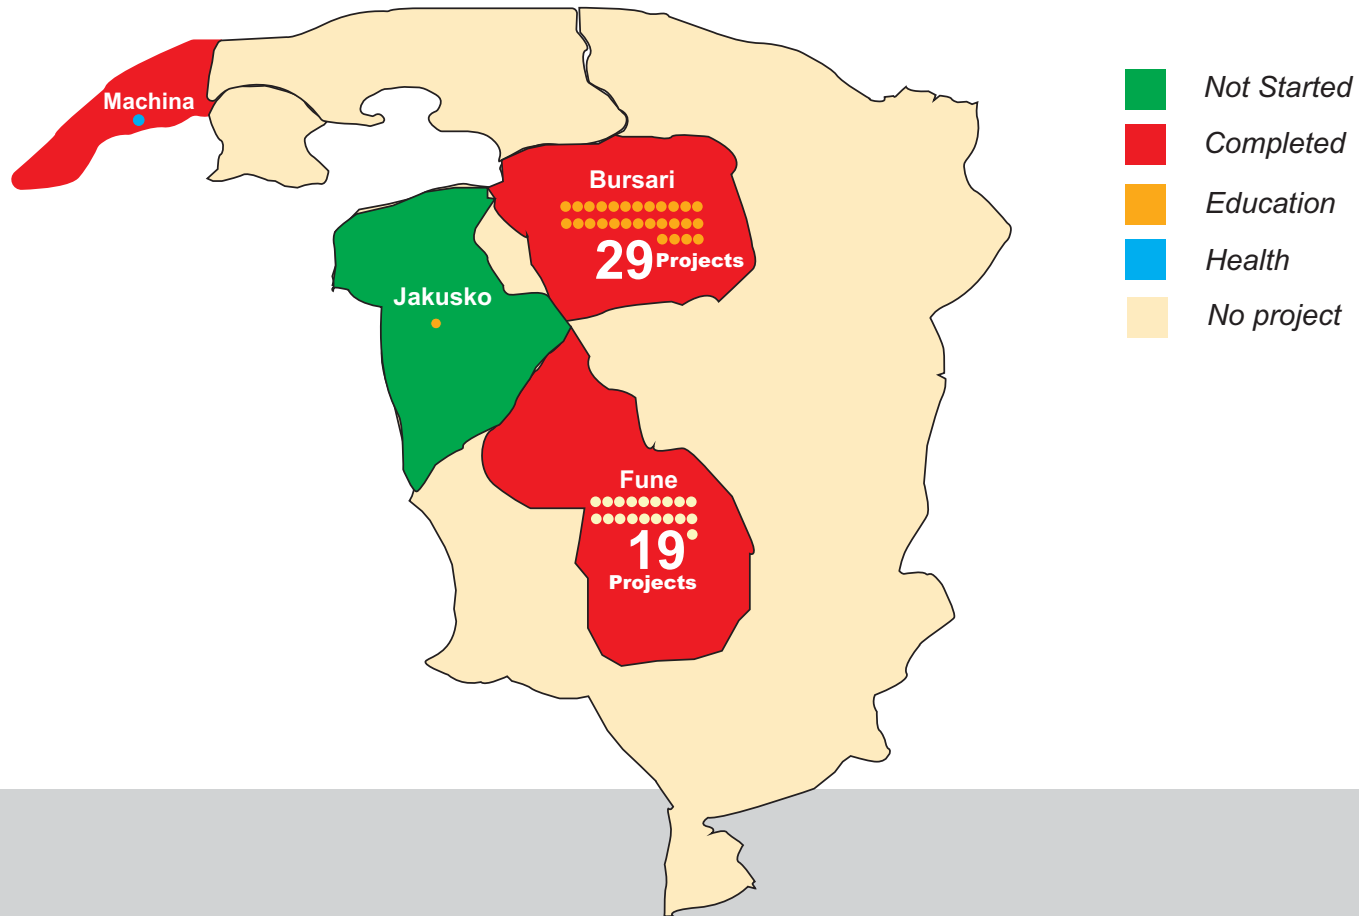 Machina
Bursari
29 Projects
Jakusko
Fune
19
Projects
Not Started
Completed
Education
Health
No project